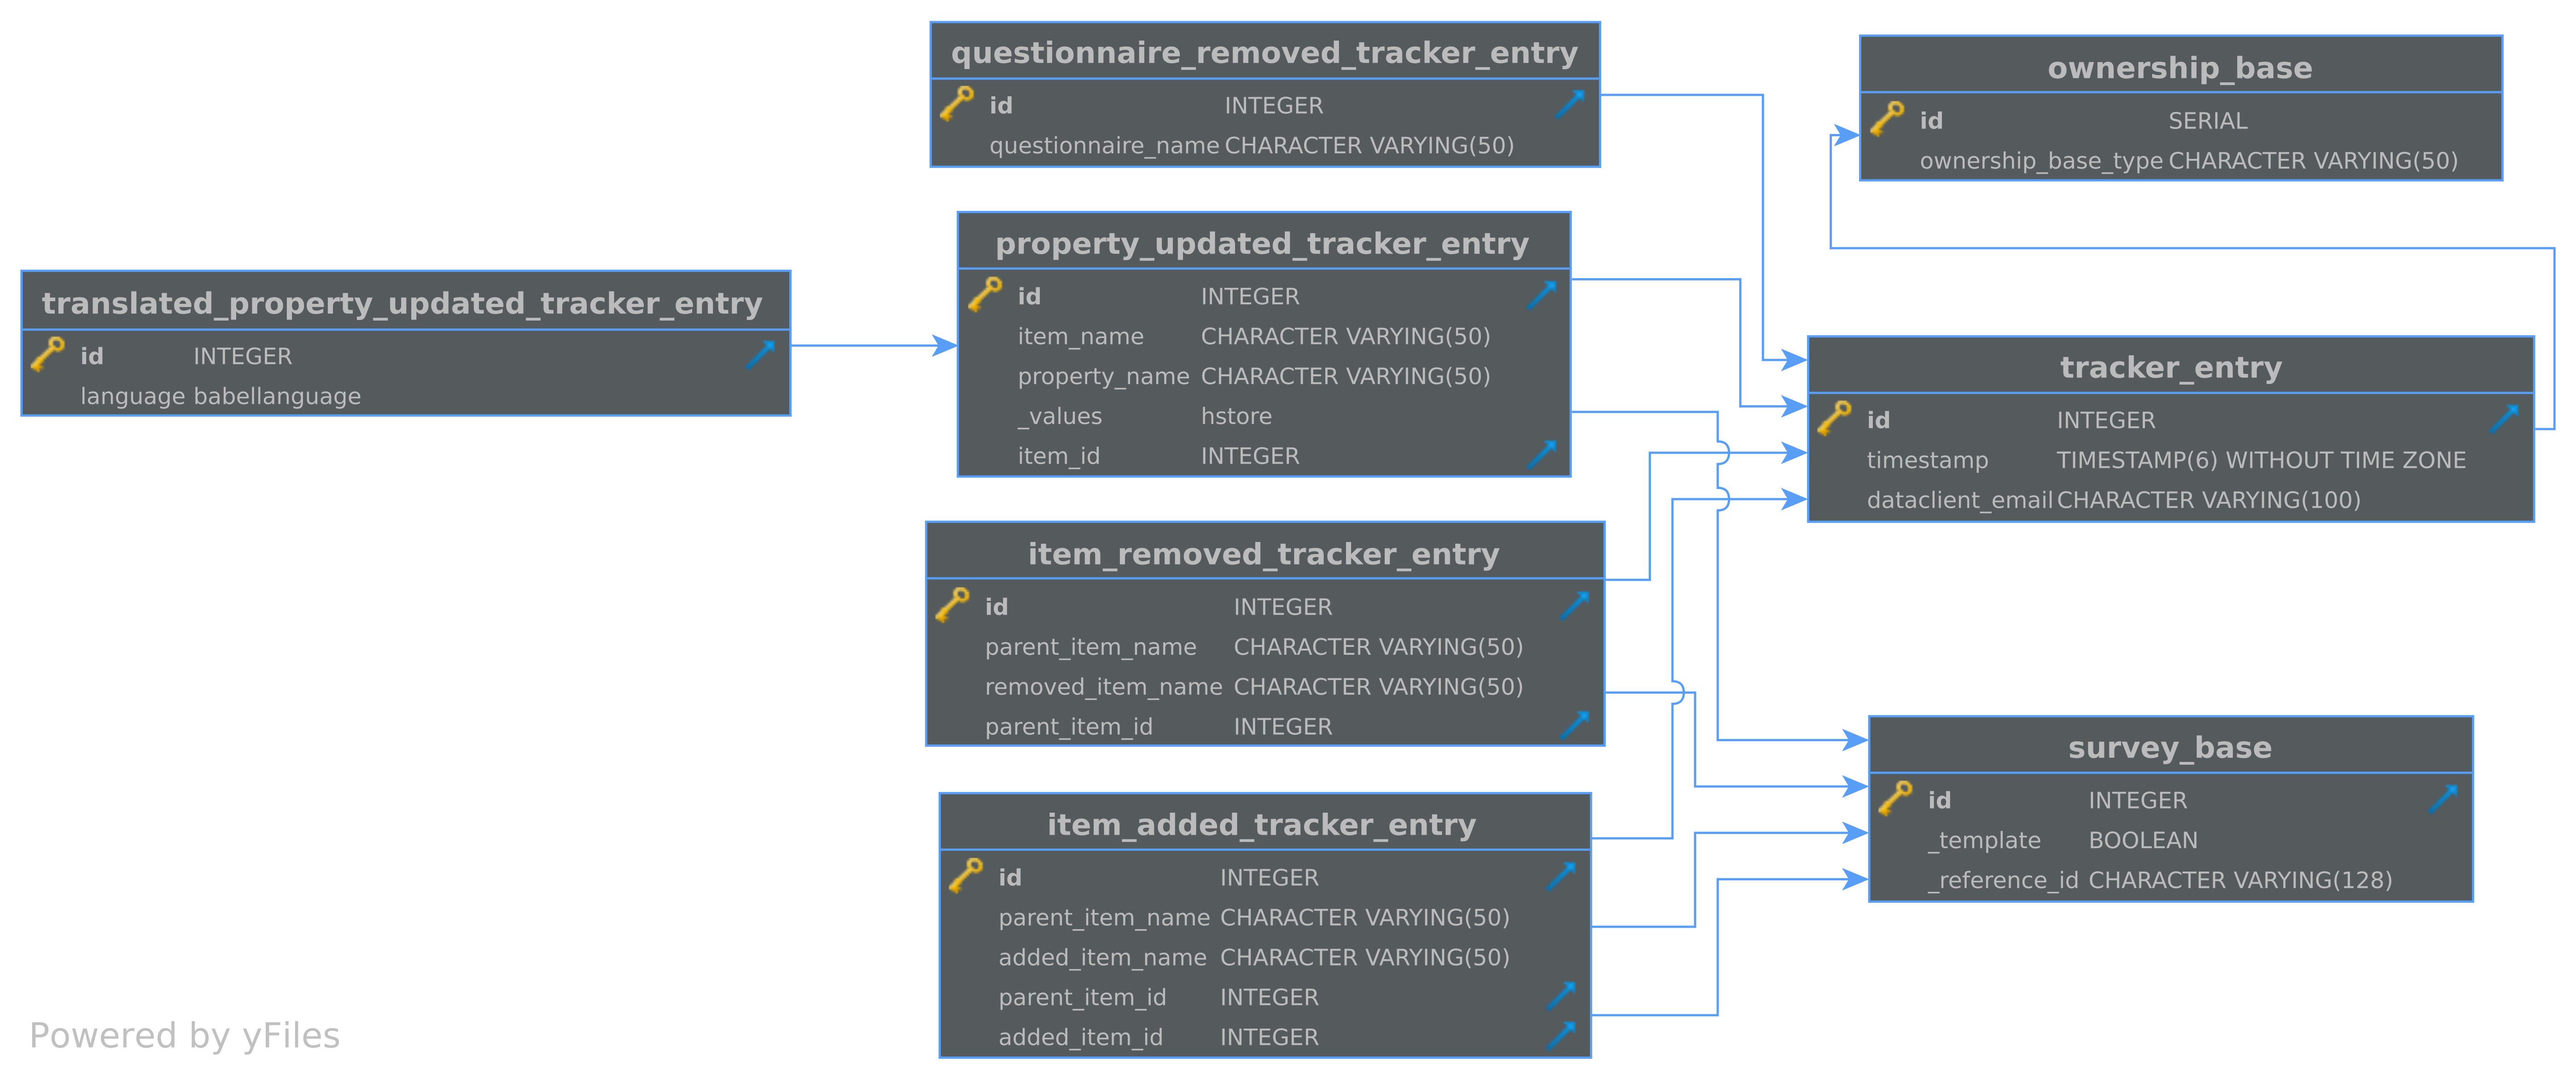 questionnaire_removed_tracker_entry
id INTEGER
questionnaire_name CHARACTER VARYING(50)
ownership_base
id SERIAL
ownership_base_type CHARACTER VARYING(50)
property_updated_tracker_entry
id INTEGER
item_name CHARACTER VARYING(50)
property_name CHARACTER VARYING(50)
_values hstore
item_id INTEGER
translated_property_updated_tracker_entry
id INTEGER
language babellanguage
tracker_entry
id INTEGER
timestamp TIMESTAMP(6) WITHOUT TIME ZONE
dataclient_email CHARACTER VARYING(100)
item_removed_tracker_entry
id INTEGER
parent_item_name CHARACTER VARYING(50)
removed_item_name CHARACTER VARYING(50)
parent_item_id INTEGER
survey_base
id INTEGER
_template BOOLEAN
_reference_id CHARACTER VARYING(128)
item_added_tracker_entry
id INTEGER
parent_item_name CHARACTER VARYING(50)
added_item_name CHARACTER VARYING(50)
parent_item_id INTEGER
added_item_id INTEGER
Powered by yFiles